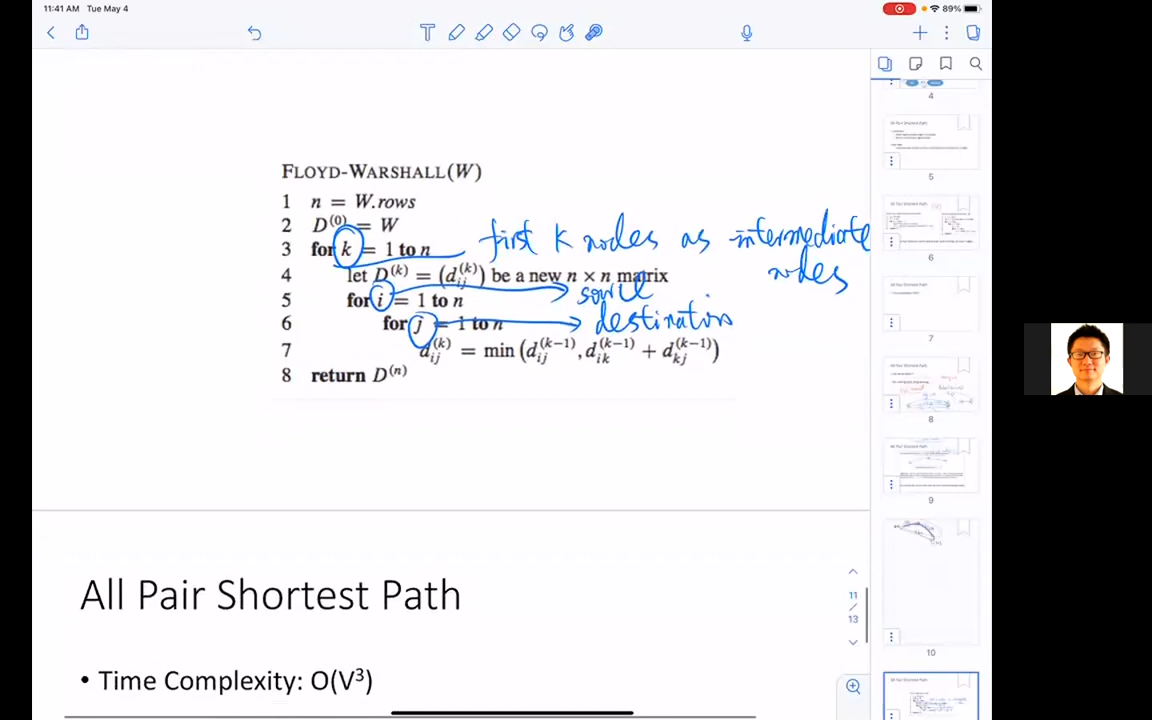 11:41 AM Tue May 4
89%
FLOYD-WARSHALL(W)
1 n = W.rows
2 D^(0) = W
3 for k = 1 to n
first k nodes as intermediate nodes
4 let D^(k) = (d_ij^(k)) be a new n × n matrix
5 for i = 1 to n
source
6 for j = 1 to n
destination
7 d_ij^(k) = min (d_ij^(k-1), d_ik^(k-1) + d_kj^(k-1))
8 return D^(n)
All Pair Shortest Path
• Time Complexity: O(V³)
11
/
13
4
5
6
7
8
9
10